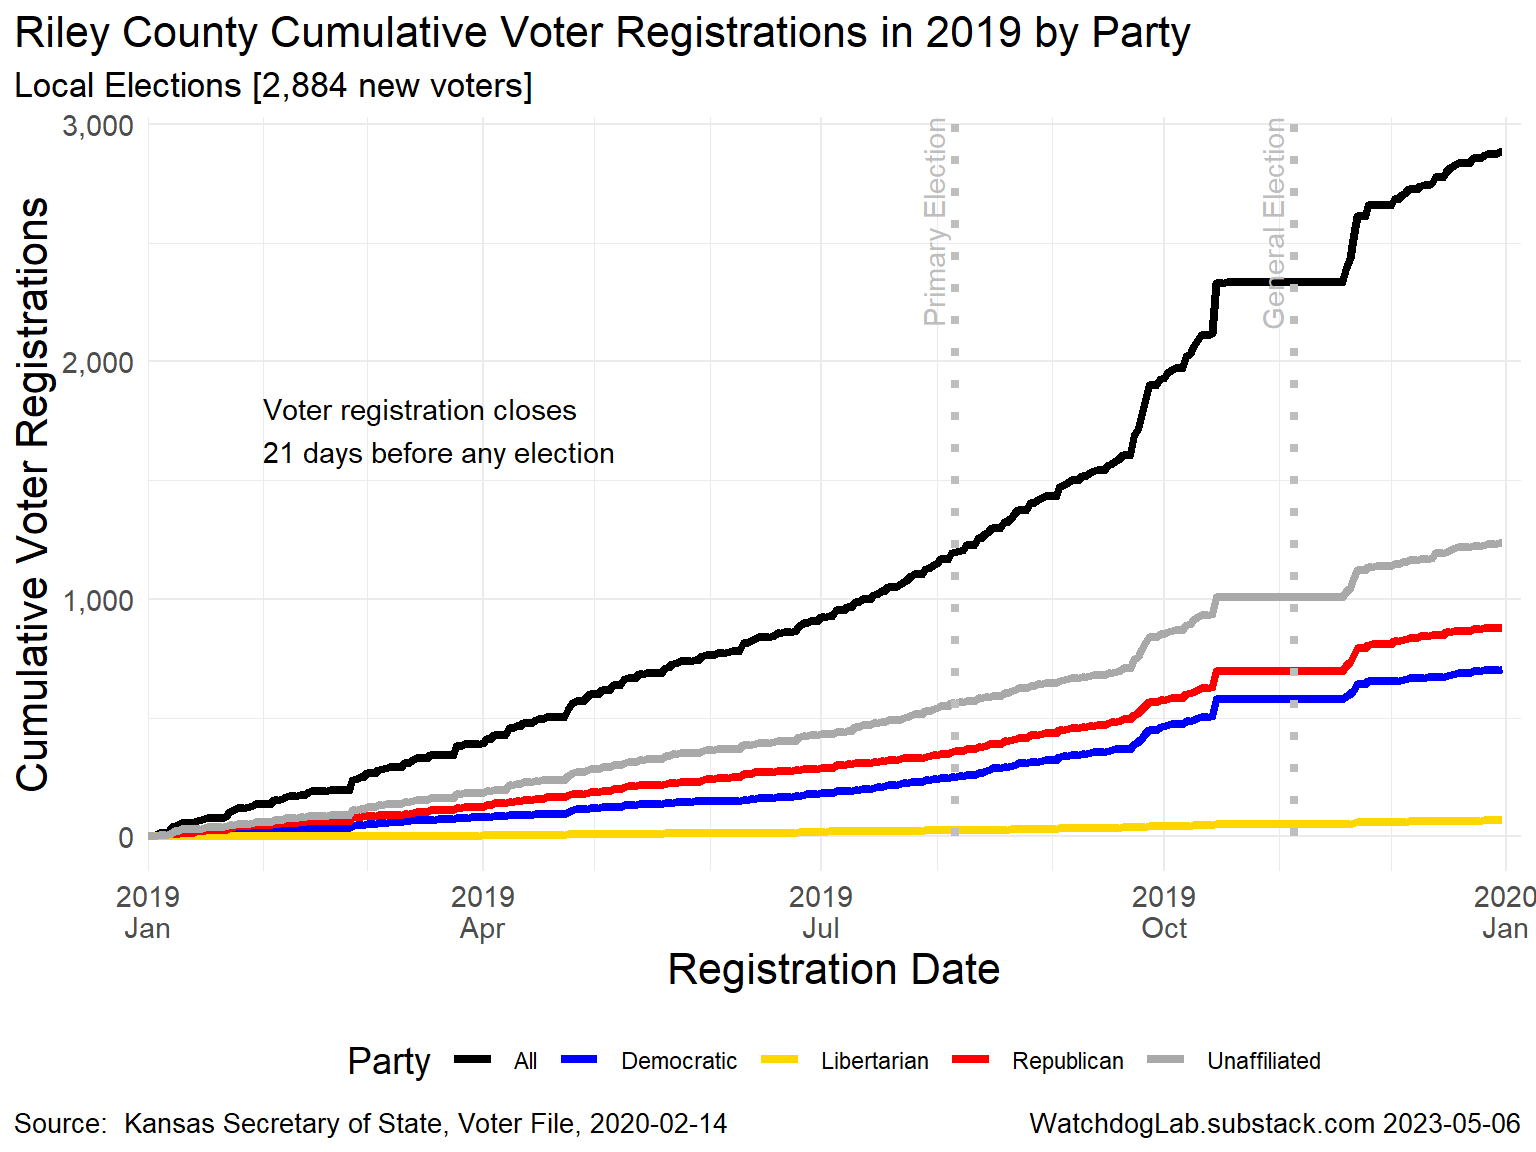 Riley County Cumulative Voter Registrations in 2019 by Party
Local Elections [2,884 new voters]
Cumulative Voter Registrations
3,000
2,000
1,000
0
Primary Election
General Election
Voter registration closes
21 days before any election
2019 2019 2019 2019 2020
Jan Apr Jul Oct Jan
Registration Date
Party All Democratic Libertarian Republican Unaffiliated
Source:  Kansas Secretary of State, Voter File, 2020-02-14
WatchdogLab.substack.com 2023-05-06